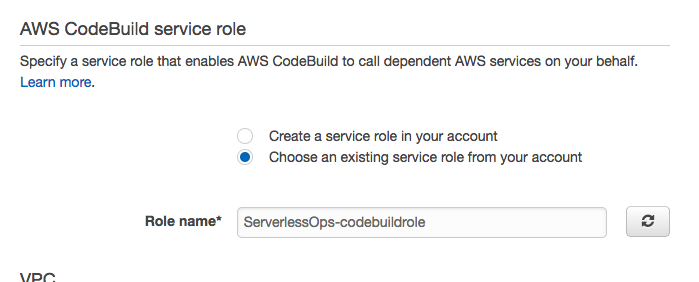 AWS CodeBuild service role
Specify a service role that enables AWS CodeBuild to call dependent AWS services on your behalf.
Learn more.
Create a service role in your account
Choose an existing service role from your account
Role name* ServerlessOps-codebuildrole
VPC